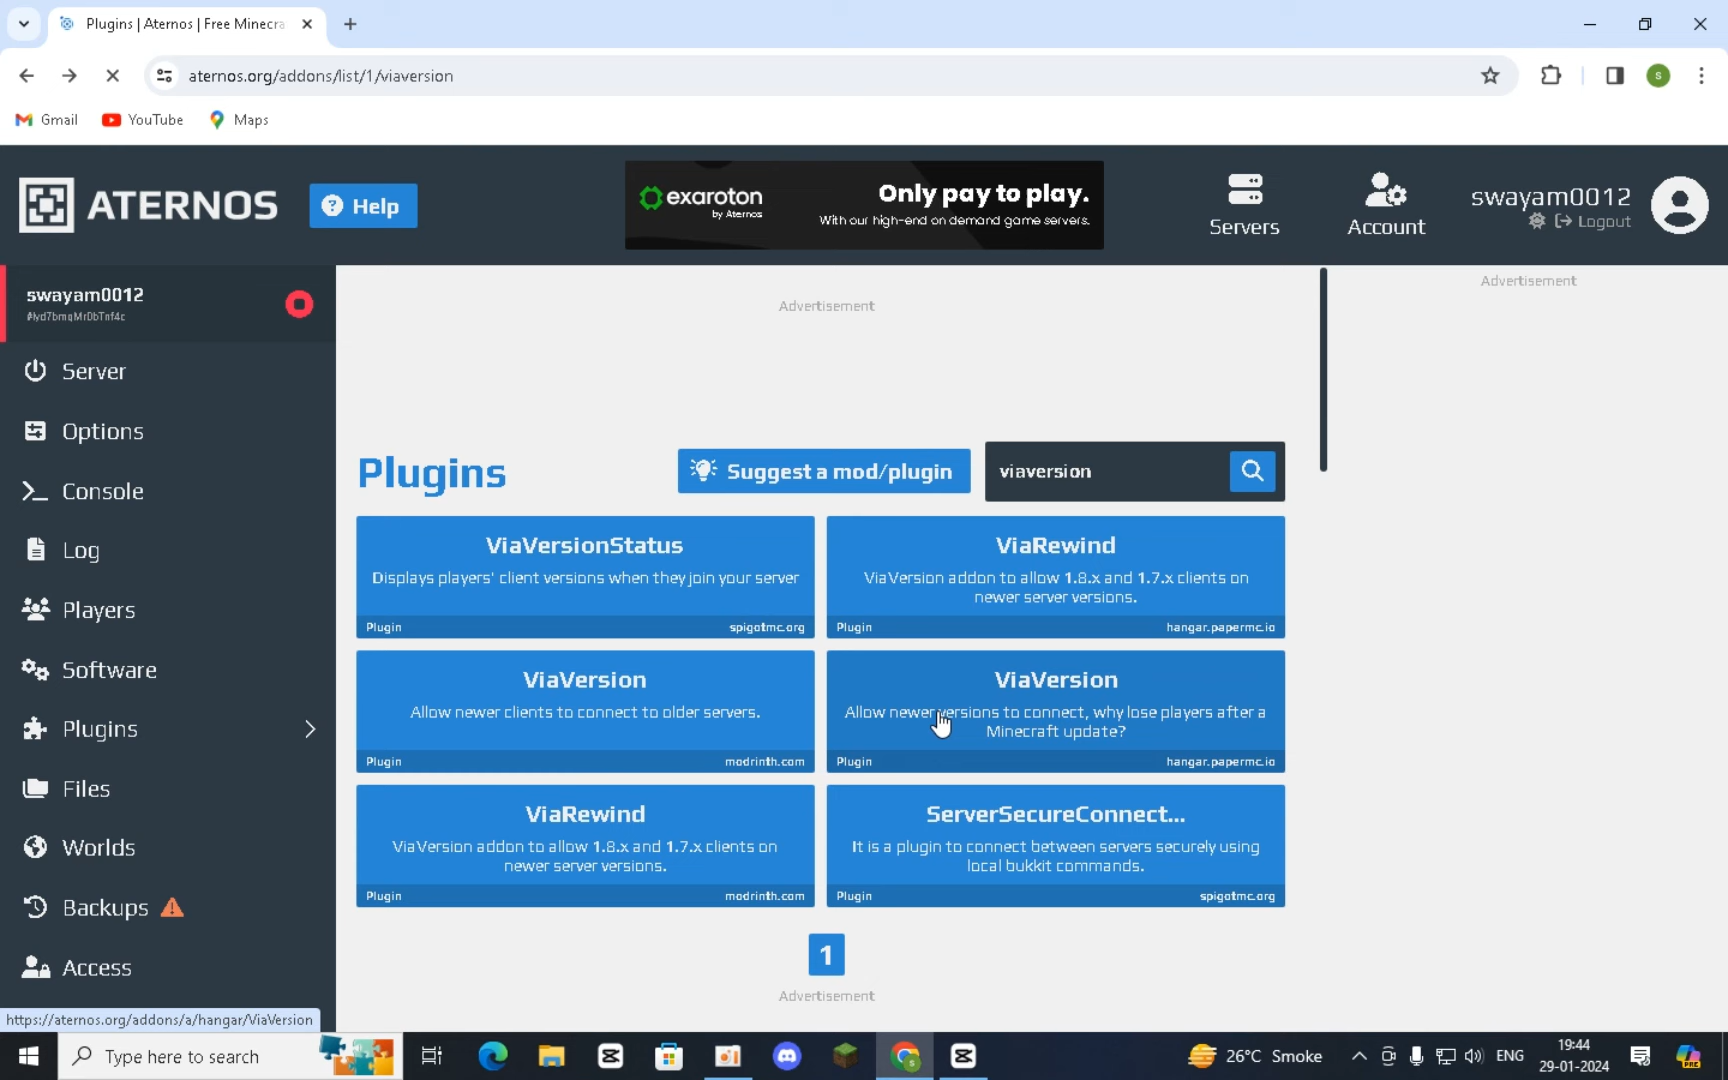 Plugins | Aternos | Free Minecra
aternos.org/addons/list/1/viaversion
S
Gmail
YouTube
Maps
ATERNOS
Help
exaroton
by Aternos
Only pay to play.
With our high-end on demand game servers.
Servers
Account
swayam0012
Logout
swayam0012
Server
Options
Console
Log
Players
Software
Plugins
Files
Worlds
Backups
Access
https://aternos.org/addons/a/hangar/ViaVersion
Advertisement
Advertisement
Plugins
Suggest a mod/plugin
viaversion
ViaVersionStatus
Displays players' client versions when they join your server
Plugin spigotmc.org
ViaRewind
ViaVersion addon to allow 1.8.x and 1.7.x clients on
newer server versions.
Plugin hangar.papermc.io
ViaVersion
Allow newer clients to connect to older servers.
Plugin modrinth.com
ViaVersion
Allow newer versions to connect, why lose players after a
Minecraft update?
Plugin hangar.papermc.io
ViaRewind
ViaVersion addon to allow 1.8.x and 1.7.x clients on
newer server versions.
Plugin modrinth.com
ServerSecureConnect...
It is a plugin to connect between servers securely using
local bukkit commands.
Plugin spigotmc.org
1
Advertisement
Type here to search
26°C Smoke
ENG
19:44
29-01-2024